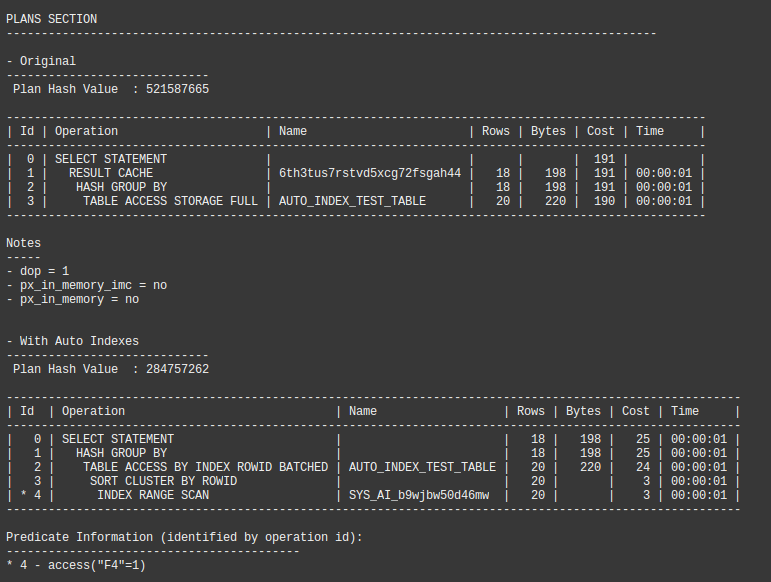 PLANS SECTION
---------------------------------------------------------------------------------------------

- Original
-----------------------------
 Plan Hash Value  : 521587665

----------------------------------------------------------------------------------------------------
| Id | Operation                     | Name                       | Rows | Bytes | Cost | Time     |
----------------------------------------------------------------------------------------------------
|  0 | SELECT STATEMENT              |                            |      |       | 191  |          |
|  1 |   RESULT CACHE                | 6th3tus7rstvd5xcg72fsgah44 |   18 |   198 | 191  | 00:00:01 |
|  2 |    HASH GROUP BY              |                            |   18 |   198 | 191  | 00:00:01 |
|  3 |     TABLE ACCESS STORAGE FULL | AUTO_INDEX_TEST_TABLE      |   20 |   220 | 190  | 00:00:01 |
----------------------------------------------------------------------------------------------------

Notes
-----
- dop = 1
- px_in_memory_imc = no
- px_in_memory = no


- With Auto Indexes
-----------------------------
 Plan Hash Value  : 284757262

---------------------------------------------------------------------------------------------------------
| Id  | Operation                               | Name                  | Rows | Bytes | Cost | Time     |
---------------------------------------------------------------------------------------------------------
|   0 | SELECT STATEMENT                        |                       |   18 |   198 |   25 | 00:00:01 |
|   1 |   HASH GROUP BY                         |                       |   18 |   198 |   25 | 00:00:01 |
|   2 |    TABLE ACCESS BY INDEX ROWID BATCHED | AUTO_INDEX_TEST_TABLE |   20 |   220 |   24 | 00:00:01 |
|   3 |     SORT CLUSTER BY ROWID               |                       |   20 |       |    3 | 00:00:01 |
| * 4 |      INDEX RANGE SCAN                   | SYS_AI_b9wjbw50d46mw  |   20 |       |    3 | 00:00:01 |
---------------------------------------------------------------------------------------------------------

Predicate Information (identified by operation id):
------------------------------------------
* 4 - access("F4"=1)